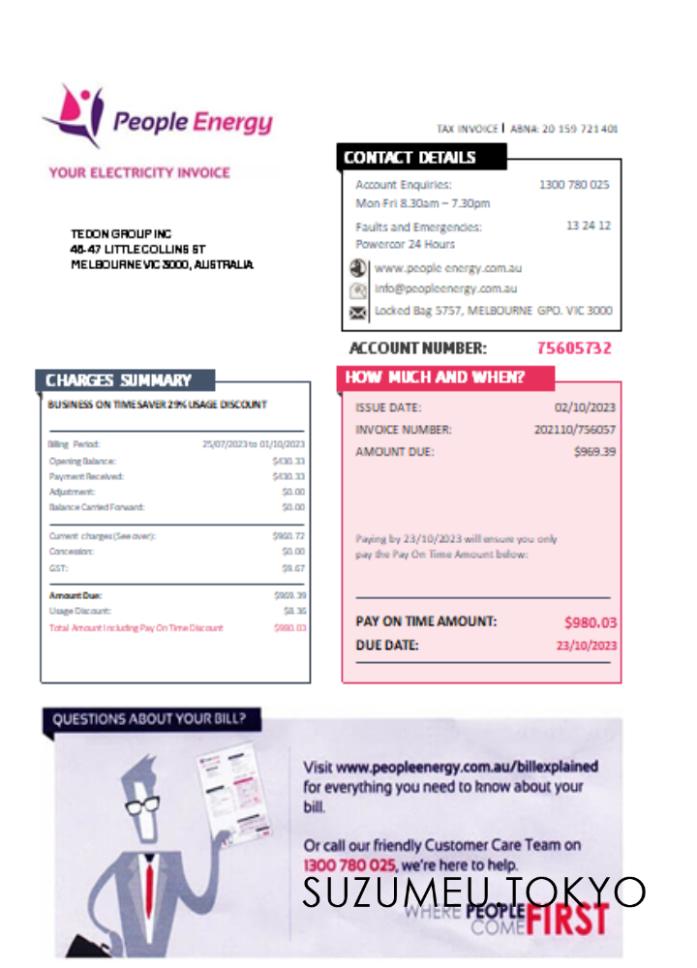 People Energy
TAX INVOICE | ABNA: 20 159 721 401
YOUR ELECTRICITY INVOICE
CONTACT DETAILS
Account Enquiries: 1300 780 025
Mon-Fri 8.30am – 7.30pm
Faults and Emergencies: 13 24 12
Powercor 24 Hours
www.people energy.com.au
info@peopleenergy.com.au
Locked Bag 5757, MELBOURNE GPO. VIC 3000
TEDON GROUP INC
46-47 LITTLE COLLINS ST
MELBOURNE VIC 3000, AUSTRALIA
ACCOUNT NUMBER: 75605732
CHARGES SUMMARY
BUSINESS ON TIME SAVER 29% USAGE DISCOUNT
Billing Period: 25/07/2023 to 01/10/2023
Opening Balance: $430.33
Payment Received: $430.33
Adjustment: $0.00
Balance Carried Forward: $0.00
Current charges (See over): $960.72
Concession: $0.00
GST: $9.67
Amount Due: $969.39
Usage Discount: $8.36
Total Amount Including Pay On Time Discount $980.03
HOW MUCH AND WHEN?
ISSUE DATE: 02/10/2023
INVOICE NUMBER: 202110/756057
AMOUNT DUE: $969.39
Paying by 23/10/2023 will ensure you only
pay the Pay On Time Amount below:
PAY ON TIME AMOUNT: $980.03
DUE DATE: 23/10/2023
QUESTIONS ABOUT YOUR BILL?
Visit www.peopleenergy.com.au/billexplained
for everything you need to know about your
bill.
Or call our friendly Customer Care Team on
1300 780 025, we're here to help.
SUZUMEU.TOKYO
WHERE PEOPLE COME FIRST